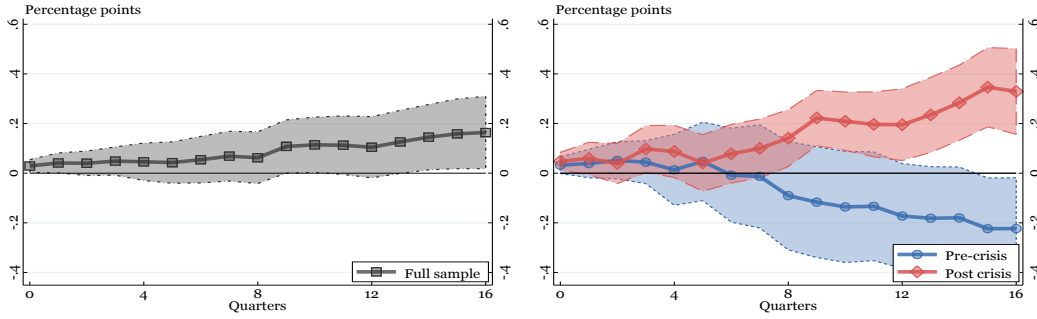 Percentage points
.6 .6
.4 .4
.2 .2
0 0
-.2 -.2
-.4 -.4
Full sample
0 4 8 12 16
Quarters
Percentage points
.6 .6
.4 .4
.2 .2
0 0
-.2 -.2
-.4 -.4
Pre-crisis
Post crisis
0 4 8 12 16
Quarters